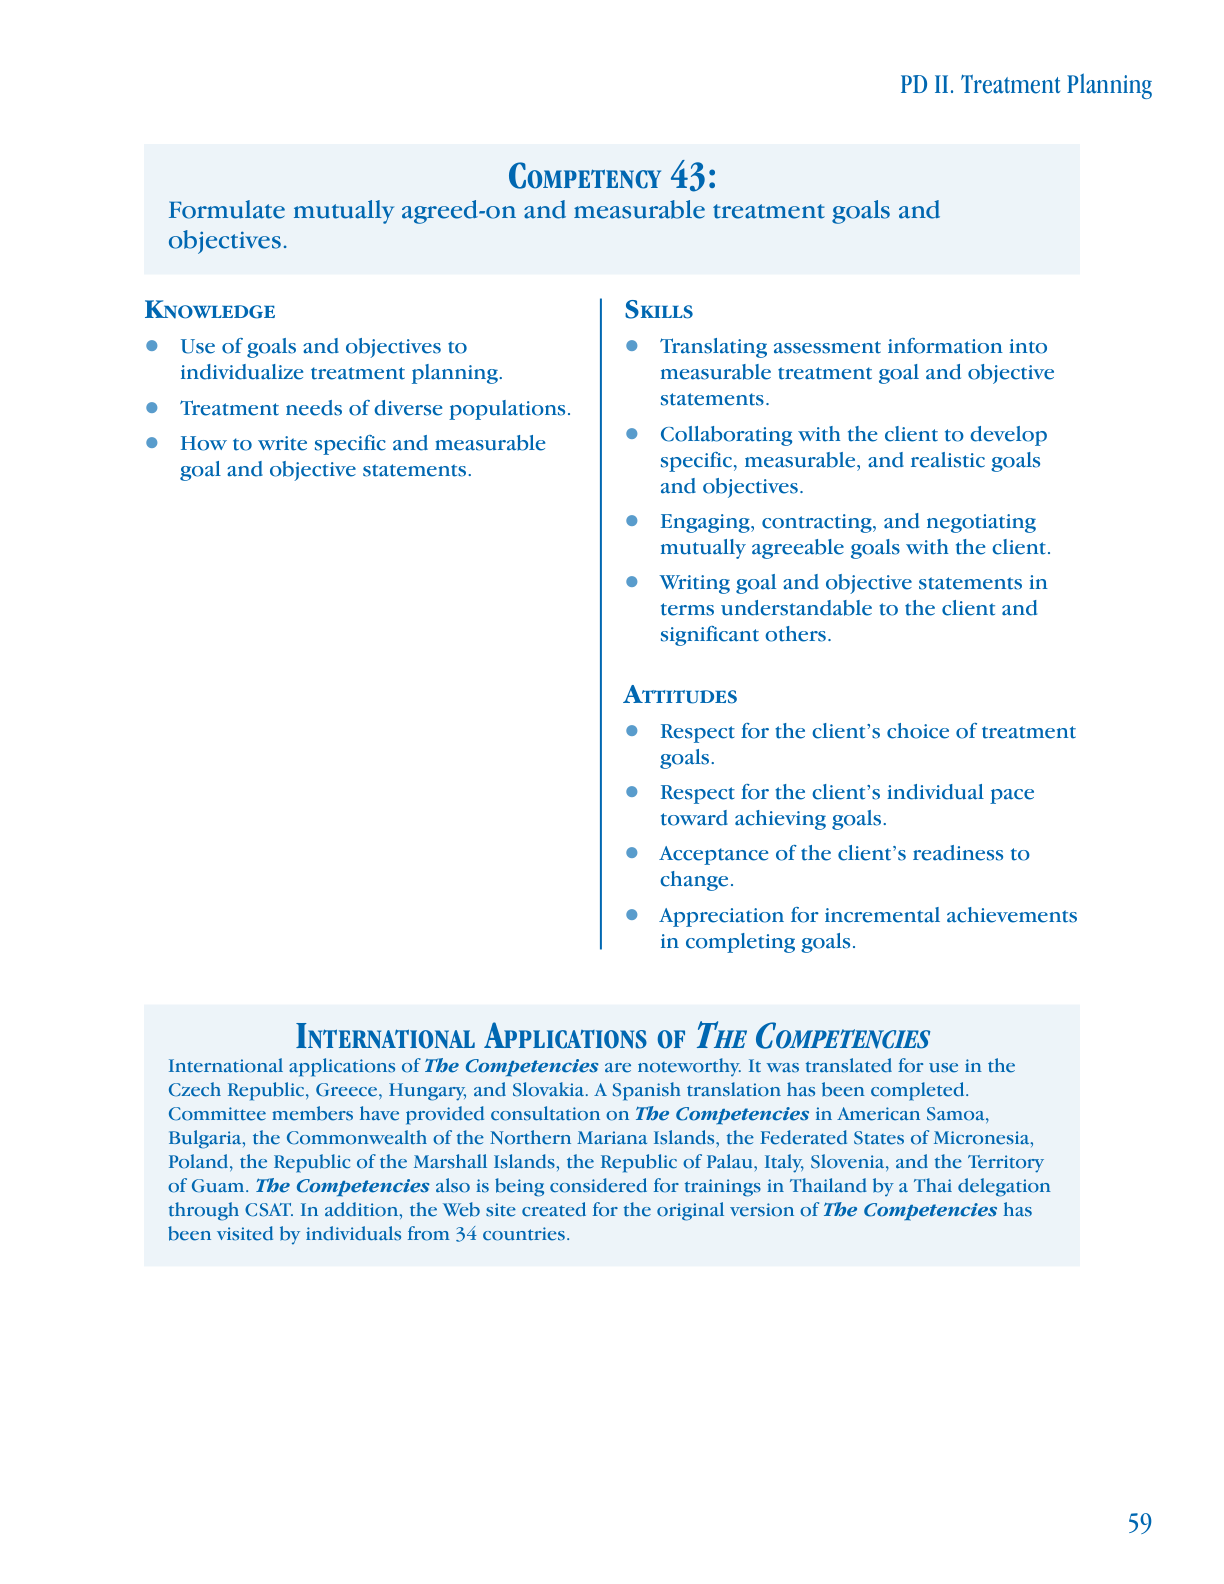 PD II. Treatment Planning
COMPETENCY 43:
Formulate mutually agreed-on and measurable treatment goals and
objectives.
KNOWLEDGE
● Use of goals and objectives to
individualize treatment planning.
● Treatment needs of diverse populations.
● How to write specific and measurable
goal and objective statements.
SKILLS
● Translating assessment information into
measurable treatment goal and objective
statements.
● Collaborating with the client to develop
specific, measurable, and realistic goals
and objectives.
● Engaging, contracting, and negotiating
mutually agreeable goals with the client.
● Writing goal and objective statements in
terms understandable to the client and
significant others.
ATTITUDES
● Respect for the client’s choice of treatment
goals.
● Respect for the client’s individual pace
toward achieving goals.
● Acceptance of the client’s readiness to
change.
● Appreciation for incremental achievements
in completing goals.
INTERNATIONAL APPLICATIONS OF THE COMPETENCIES
International applications of The Competencies are noteworthy. It was translated for use in the
Czech Republic, Greece, Hungary, and Slovakia. A Spanish translation has been completed.
Committee members have provided consultation on The Competencies in American Samoa,
Bulgaria, the Commonwealth of the Northern Mariana Islands, the Federated States of Micronesia,
Poland, the Republic of the Marshall Islands, the Republic of Palau, Italy, Slovenia, and the Territory
of Guam. The Competencies also is being considered for trainings in Thailand by a Thai delegation
through CSAT. In addition, the Web site created for the original version of The Competencies has
been visited by individuals from 34 countries.
59